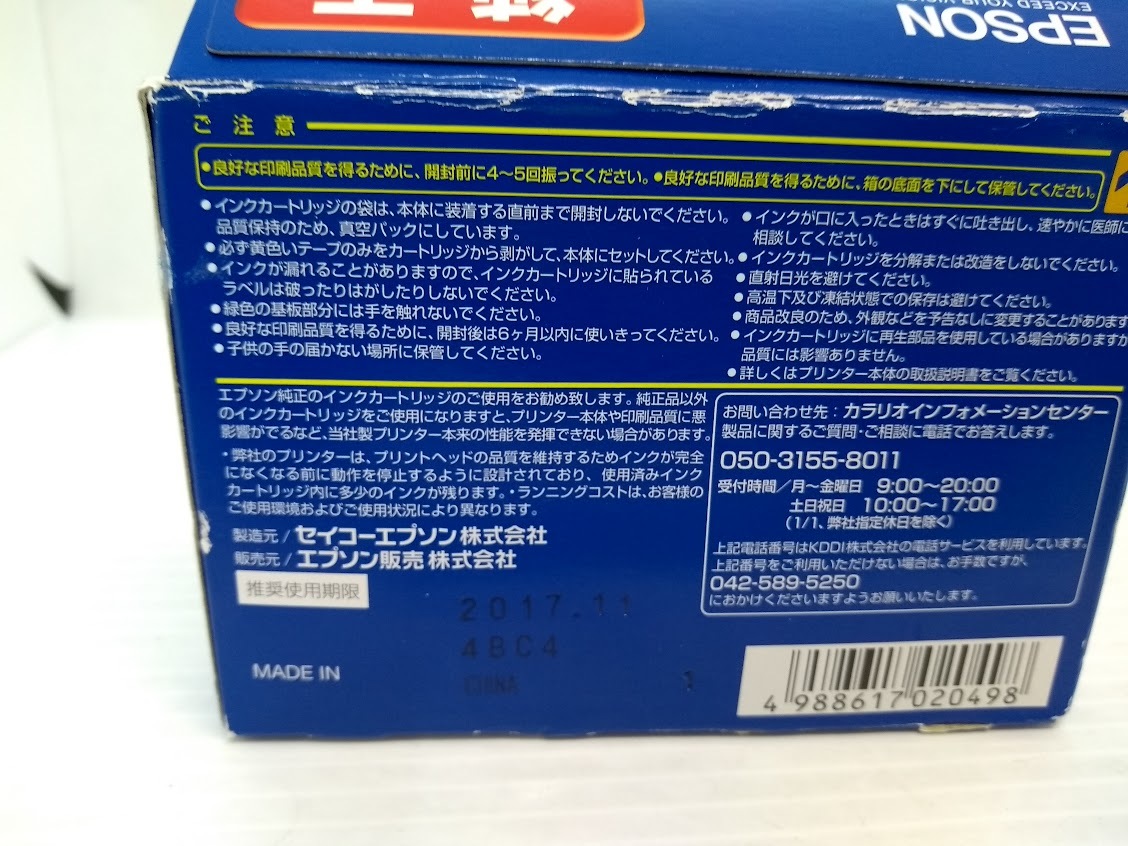 純正
EPSON
EXCEED YOUR
ご注意
●良好な印刷品質を得るために、開封前に4～5回振ってください。●良好な印刷品質を得るために、箱の底面を下にして保管してください。
●インクカートリッジの袋は、本体に装着する直前まで開封しないでください。
品質保持のため、真空パックにしています。
●必ず黄色いテープのみをカートリッジから剥がして、本体にセットしてください。
●インクが漏れることがありますので、インクカートリッジに貼られている
ラベルは破ったりはがしたりしないでください。
●緑色の基板部分には手を触れないでください。
●良好な印刷品質を得るために、開封後は6ヶ月以内に使いきってください。
●子供の手の届かない場所に保管してください。
●インクが口に入ったときはすぐに吐き出し、速やかに医師に
相談してください。
●インクカートリッジを分解または改造をしないでください。
●直射日光を避けてください。
●高温下及び凍結状態での保存は避けてください。
●商品改良のため、外観などを予告なしに変更することがあります
●インクカートリッジに再生部品を使用している場合がありますが
品質には影響ありません。
●詳しくはプリンター本体の取扱説明書をご覧ください。
エプソン純正のインクカートリッジのご使用をお勧め致します。純正品以外
のインクカートリッジをご使用になりますと、プリンター本体や印刷品質に悪
影響がでるなど、当社製プリンター本来の性能を発揮できない場合があります。
・弊社のプリンターは、プリントヘッドの品質を維持するためインクが完全
になくなる前に動作を停止するように設計されており、使用済みインク
カートリッジ内に多少のインクが残ります。・ランニングコストは、お客様の
ご使用環境およびご使用状況により異なります。
製造元/セイコーエプソン株式会社
販売元/エプソン販売株式会社
推奨使用期限
2017.11
48C4
MADE IN
CHINA
1
お問い合わせ先：カラリオインフォメーションセンター
製品に関するご質問・ご相談に電話でお答えします。
050-3155-8011
受付時間／月～金曜日 9:00～20:00
土日祝日 10:00～17:00
(1/1、弊社指定休日を除く)
上記電話番号はKDDI株式会社の電話サービスを利用しています。
上記番号をご利用いただけない場合は、お手数ですが、
042-589-5250
におかけくださいますようお願いいたします。
4 988617 020498